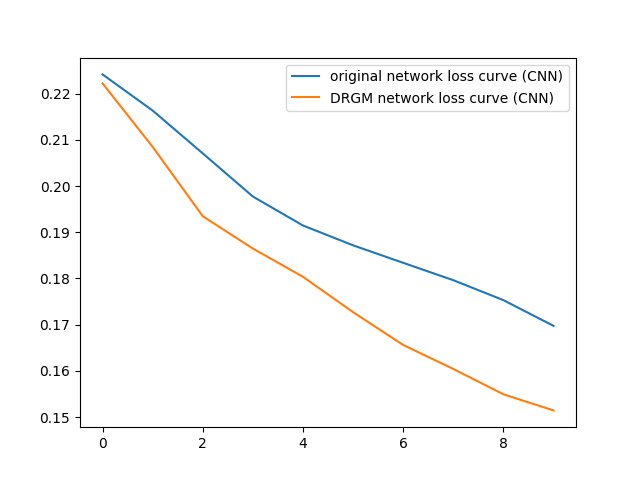 original network loss curve (CNN)
DRGM network loss curve (CNN)
0.22
0.21
0.20
0.19
0.18
0.17
0.16
0.15
0 2 4 6 8